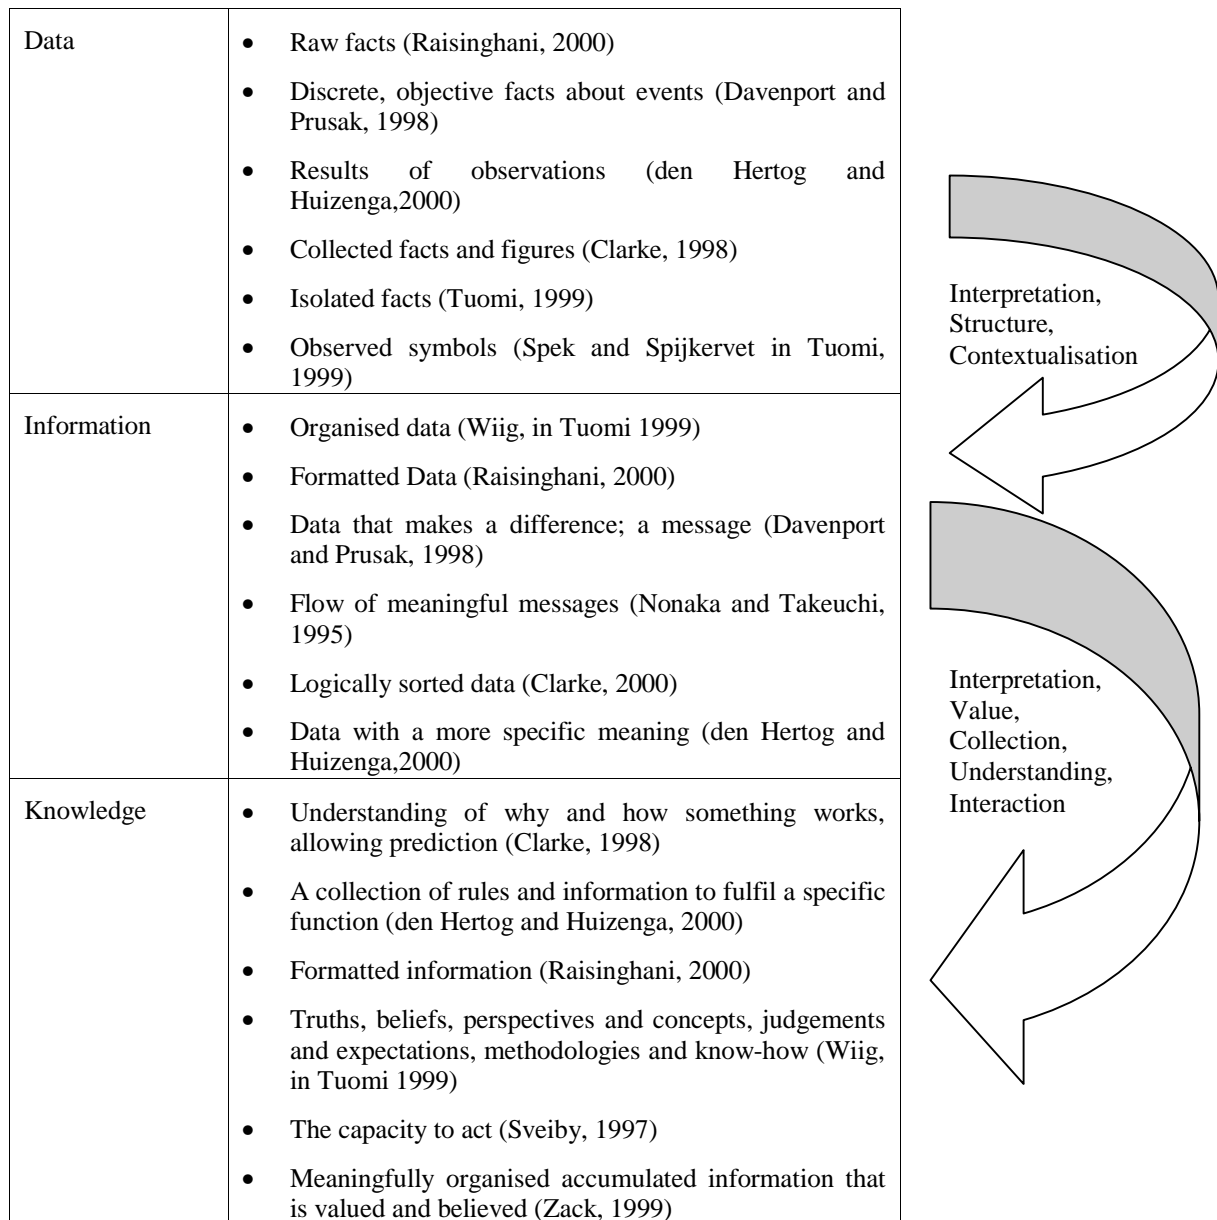 Data
• Raw facts (Raisinghani, 2000)
• Discrete, objective facts about events (Davenport and
Prusak, 1998)
• Results of observations (den Hertog and
Huizenga,2000)
• Collected facts and figures (Clarke, 1998)
• Isolated facts (Tuomi, 1999)
• Observed symbols (Spek and Spijkervet in Tuomi,
1999)
Interpretation,
Structure,
Contextualisation
Information
• Organised data (Wiig, in Tuomi 1999)
• Formatted Data (Raisinghani, 2000)
• Data that makes a difference; a message (Davenport
and Prusak, 1998)
• Flow of meaningful messages (Nonaka and Takeuchi,
1995)
• Logically sorted data (Clarke, 2000)
• Data with a more specific meaning (den Hertog and
Huizenga,2000)
Interpretation,
Value,
Collection,
Understanding,
Interaction
Knowledge
• Understanding of why and how something works,
allowing prediction (Clarke, 1998)
• A collection of rules and information to fulfil a specific
function (den Hertog and Huizenga, 2000)
• Formatted information (Raisinghani, 2000)
• Truths, beliefs, perspectives and concepts, judgements
and expectations, methodologies and know-how (Wiig,
in Tuomi 1999)
• The capacity to act (Sveiby, 1997)
• Meaningfully organised accumulated information that
is valued and believed (Zack, 1999)